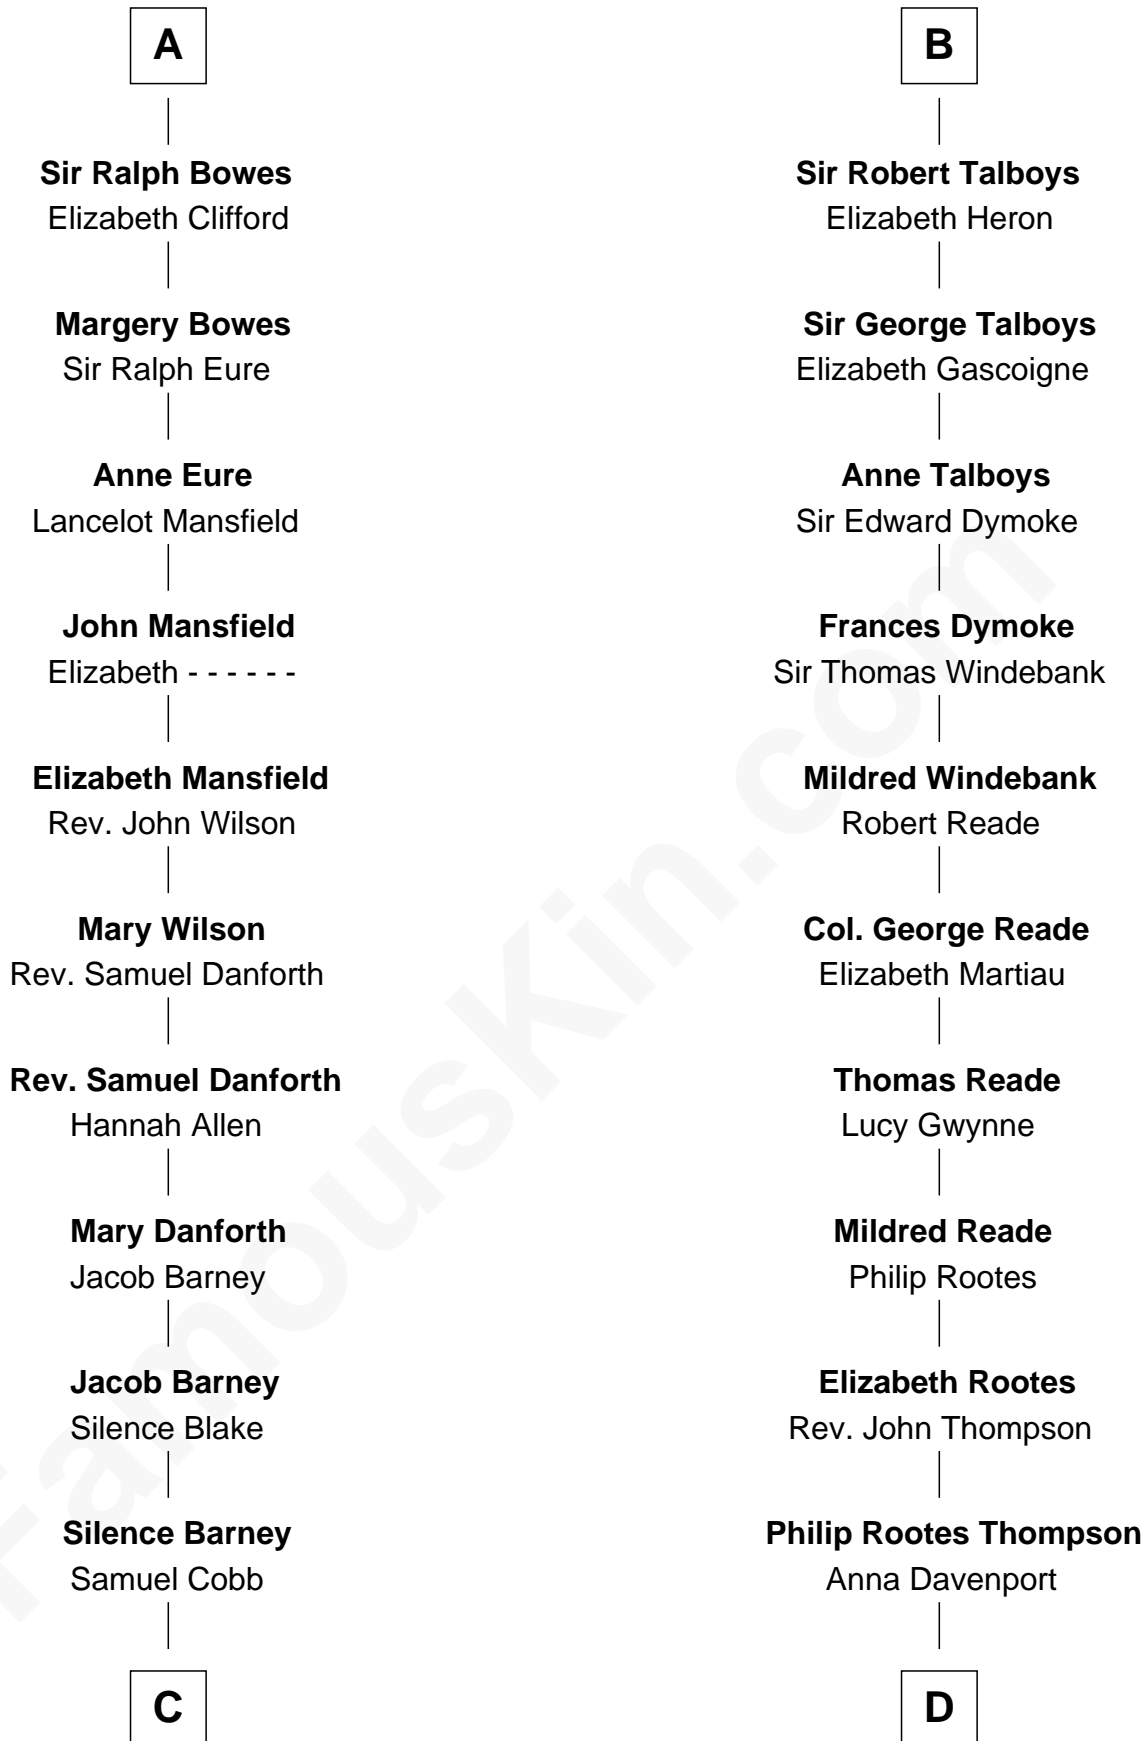 A
Sir Ralph Bowes
Elizabeth Clifford
Margery Bowes
Sir Ralph Eure
Anne Eure
Lancelot Mansfield
John Mansfield
Elizabeth - - - - - -
Elizabeth Mansfield
Rev. John Wilson
Mary Wilson
Rev. Samuel Danforth
Rev. Samuel Danforth
Hannah Allen
Mary Danforth
Jacob Barney
Jacob Barney
Silence Blake
Silence Barney
Samuel Cobb
C
B
Sir Robert Talboys
Elizabeth Heron
Sir George Talboys
Elizabeth Gascoigne
Anne Talboys
Sir Edward Dymoke
Frances Dymoke
Sir Thomas Windebank
Mildred Windebank
Robert Reade
Col. George Reade
Elizabeth Martiau
Thomas Reade
Lucy Gwynne
Mildred Reade
Philip Rootes
Elizabeth Rootes
Rev. John Thompson
Philip Rootes Thompson
Anna Davenport
D
FamousKin.com